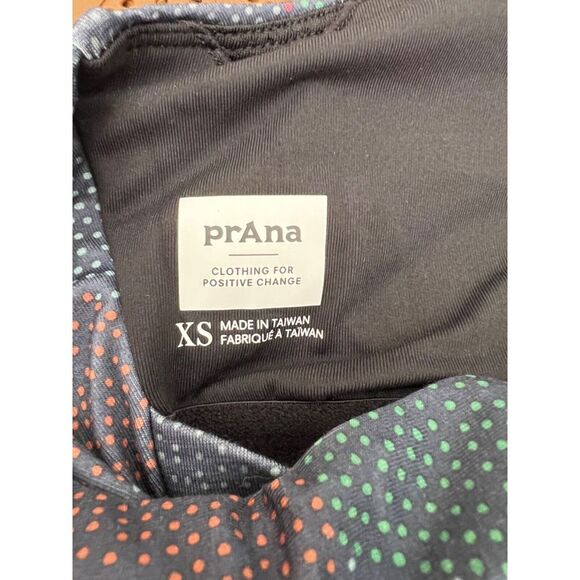 prAna
CLOTHING FOR
POSITIVE CHANGE
XS
MADE IN TAIWAN
FABRIQUÉ À TAÏWAN